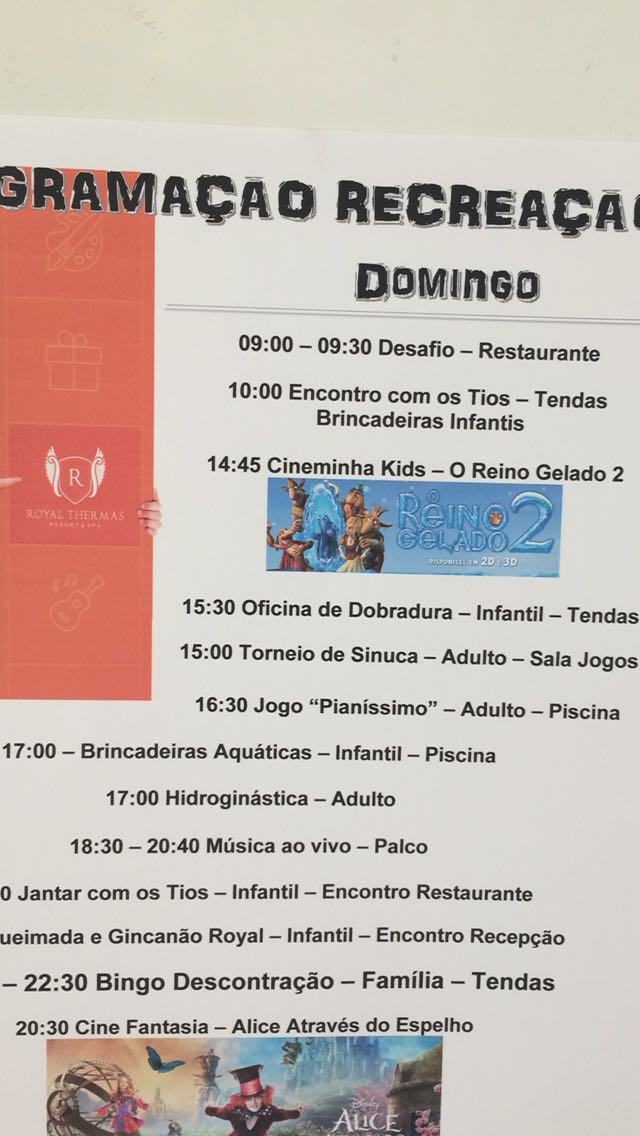 GRAMAÇÃO RECREAÇÃ
DOMINGO
09:00 – 09:30 Desafio – Restaurante
10:00 Encontro com os Tios – Tendas
Brincadeiras Infantis
14:45 Cineminha Kids – O Reino Gelado 2
O
REINO
GELADO 2
DISPONÍVEL EM 2D E 3D
R
ROYAL THERMAS
RESORT & SPA
15:30 Oficina de Dobradura – Infantil – Tendas
15:00 Torneio de Sinuca – Adulto – Sala Jogos
16:30 Jogo “Pianíssimo” – Adulto – Piscina
17:00 – Brincadeiras Aquáticas – Infantil – Piscina
17:00 Hidroginástica – Adulto
18:30 – 20:40 Música ao vivo – Palco
0 Jantar com os Tios – Infantil – Encontro Restaurante
ueimada e Gincanão Royal – Infantil – Encontro Recepção
– 22:30 Bingo Descontração – Família – Tendas
20:30 Cine Fantasia – Alice Através do Espelho
DISNEY
ALICE